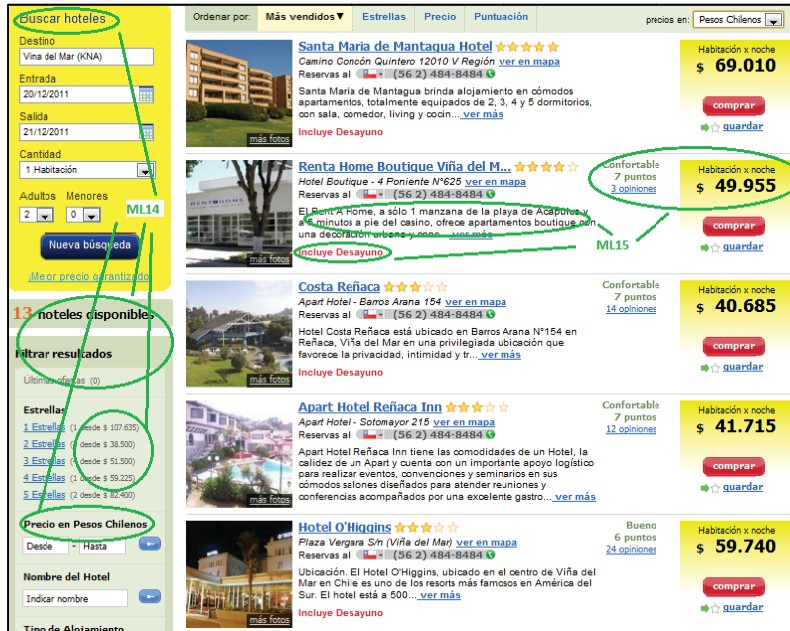 Buscar hoteles
Destino
Vina del Mar (KNA)
Entrada
20/12/2011
Salida
21/12/2011
Cantidad
1 Habitación
Adultos Menores
2 0
ML14
Nueva búsqueda
¡Mejor precio garantizado!
13 hoteles disponibles
Filtrar resultados
Últimas ofertas (0)
Estrellas
1 Estrellas (1 desde $ 107.635)
2 Estrellas desde $ 38.500)
3 Estrellas desde $ 51.500)
4 Estrellas (1 desde $ 59.225)
5 Estrellas (2 desde $ 82.400)
Precio en Pesos Chilenos
Desde - Hasta
Nombre del Hotel
Indicar nombre
Tipo de Alojamiento
Ordenar por: Más vendidos▼ Estrellas Precio Puntuación
precios en: Pesos Chilenos
Santa Maria de Mantagua Hotel
Camino Concón Quintero 12010 V Región ver en mapa
Reservas al (56 2) 484-8484
Santa Maria de Mantagua brinda alojamiento en cómodos
apartamentos, totalmente equipados de 2, 3, 4 y 5 dormitorios,
con sala, comedor, living y cocin... ver más
Incluye Desayuno
más fotos
Habitación x noche
$ 69.010
comprar
guardar
Renta Home Boutique Viña del M...
Hotel Boutique - 4 Poniente N°625 ver en mapa
Reservas al (56 2) 484-8484
El Rent A Home, a sólo 1 manzana de la playa de Acapulco y
a 5 minutos a pie del casino, ofrece apartamentos boutique con
una decoración urbana y cono... ver más
Incluye Desayuno
RENT HOME
más fotos
Confortable
7 puntos
3 opiniones
ML15
Habitación x noche
$ 49.955
comprar
guardar
Costa Reñaca
Apart Hotel - Barros Arana 154 ver en mapa
Reservas al (56 2) 484-8484
Hotel Costa Reñaca está ubicado en Barros Arana N°154 en
Reñaca, Viña del Mar en una privilegiada ubicación que
favorece la privacidad, intimidad y tr... ver más
Incluye Desayuno
más fotos
Confortable
7 puntos
14 opiniones
Habitación x noche
$ 40.685
comprar
guardar
Apart Hotel Reñaca Inn
Apart Hotel - Sotomayor 215 ver en mapa
Reservas al (56 2) 484-8484
Apart Hotel Reñaca Inn tiene las comodidades de un Hotel, la
calidez de un Apart y cuenta con un importante apoyo logístico
para realizar eventos, convenciones y seminarios en sus
cómodos salones diseñados para atender reuniones y
conferencias acompañados por una excelente gastro... ver más
más fotos
Confortable
7 puntos
12 opiniones
Habitación x noche
$ 41.715
comprar
guardar
Hotel O'Higgins
Plaza Vergara S/n (Viña del Mar) ver en mapa
Reservas al (56 2) 484-8484
Ubicación. El Hotel O'Higgins, ubicado en el centro de Viña del
Mar en Chile es uno de los resorts más famosos en América del
Sur. El hotel está a 500... ver más
Incluye Desayuno
más fotos
Bueno
6 puntos
24 opiniones
Habitación x noche
$ 59.740
comprar
guardar